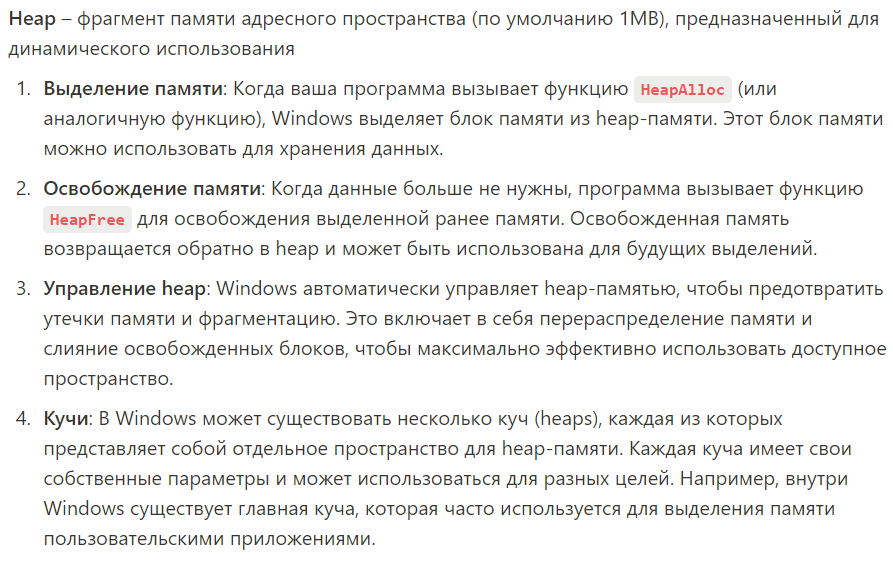 Heap – фрагмент памяти адресного пространства (по умолчанию 1MB), предназначенный для
динамического использования
1. Выделение памяти: Когда ваша программа вызывает функцию HeapAlloc (или
аналогичную функцию), Windows выделяет блок памяти из heap-памяти. Этот блок памяти
можно использовать для хранения данных.
2. Освобождение памяти: Когда данные больше не нужны, программа вызывает функцию
HeapFree для освобождения выделенной ранее памяти. Освобожденная память
возвращается обратно в heap и может быть использована для будущих выделений.
3. Управление heap: Windows автоматически управляет heap-памятью, чтобы предотвратить
утечки памяти и фрагментацию. Это включает в себя перераспределение памяти и
слияние освобожденных блоков, чтобы максимально эффективно использовать доступное
пространство.
4. Кучи: В Windows может существовать несколько куч (heaps), каждая из которых
представляет собой отдельное пространство для heap-памяти. Каждая куча имеет свои
собственные параметры и может использоваться для разных целей. Например, внутри
Windows существует главная куча, которая часто используется для выделения памяти
пользовательскими приложениями.